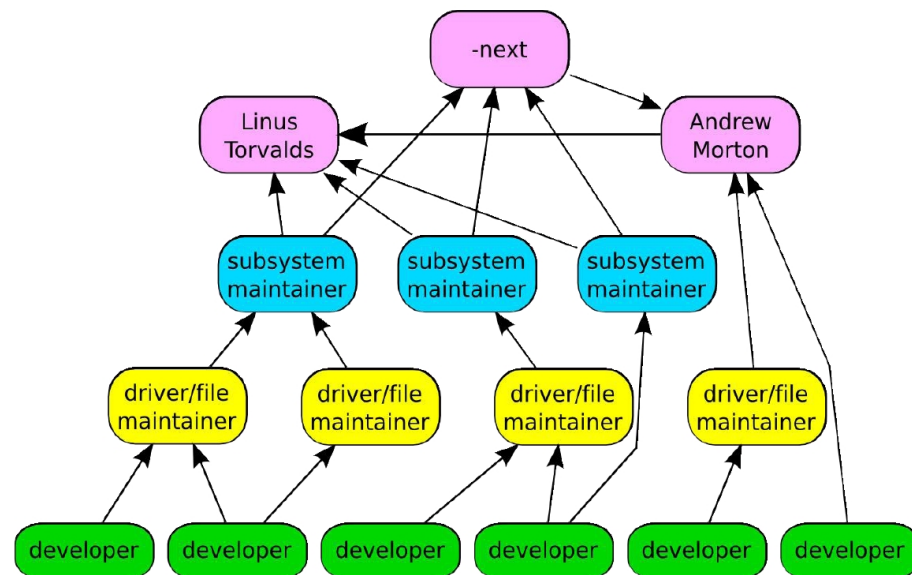 -next
Linus
Torvalds
Andrew
Morton
subsystem
maintainer
subsystem
maintainer
subsystem
maintainer
driver/file
maintainer
driver/file
maintainer
driver/file
maintainer
driver/file
maintainer
developer
developer
developer
developer
developer
developer